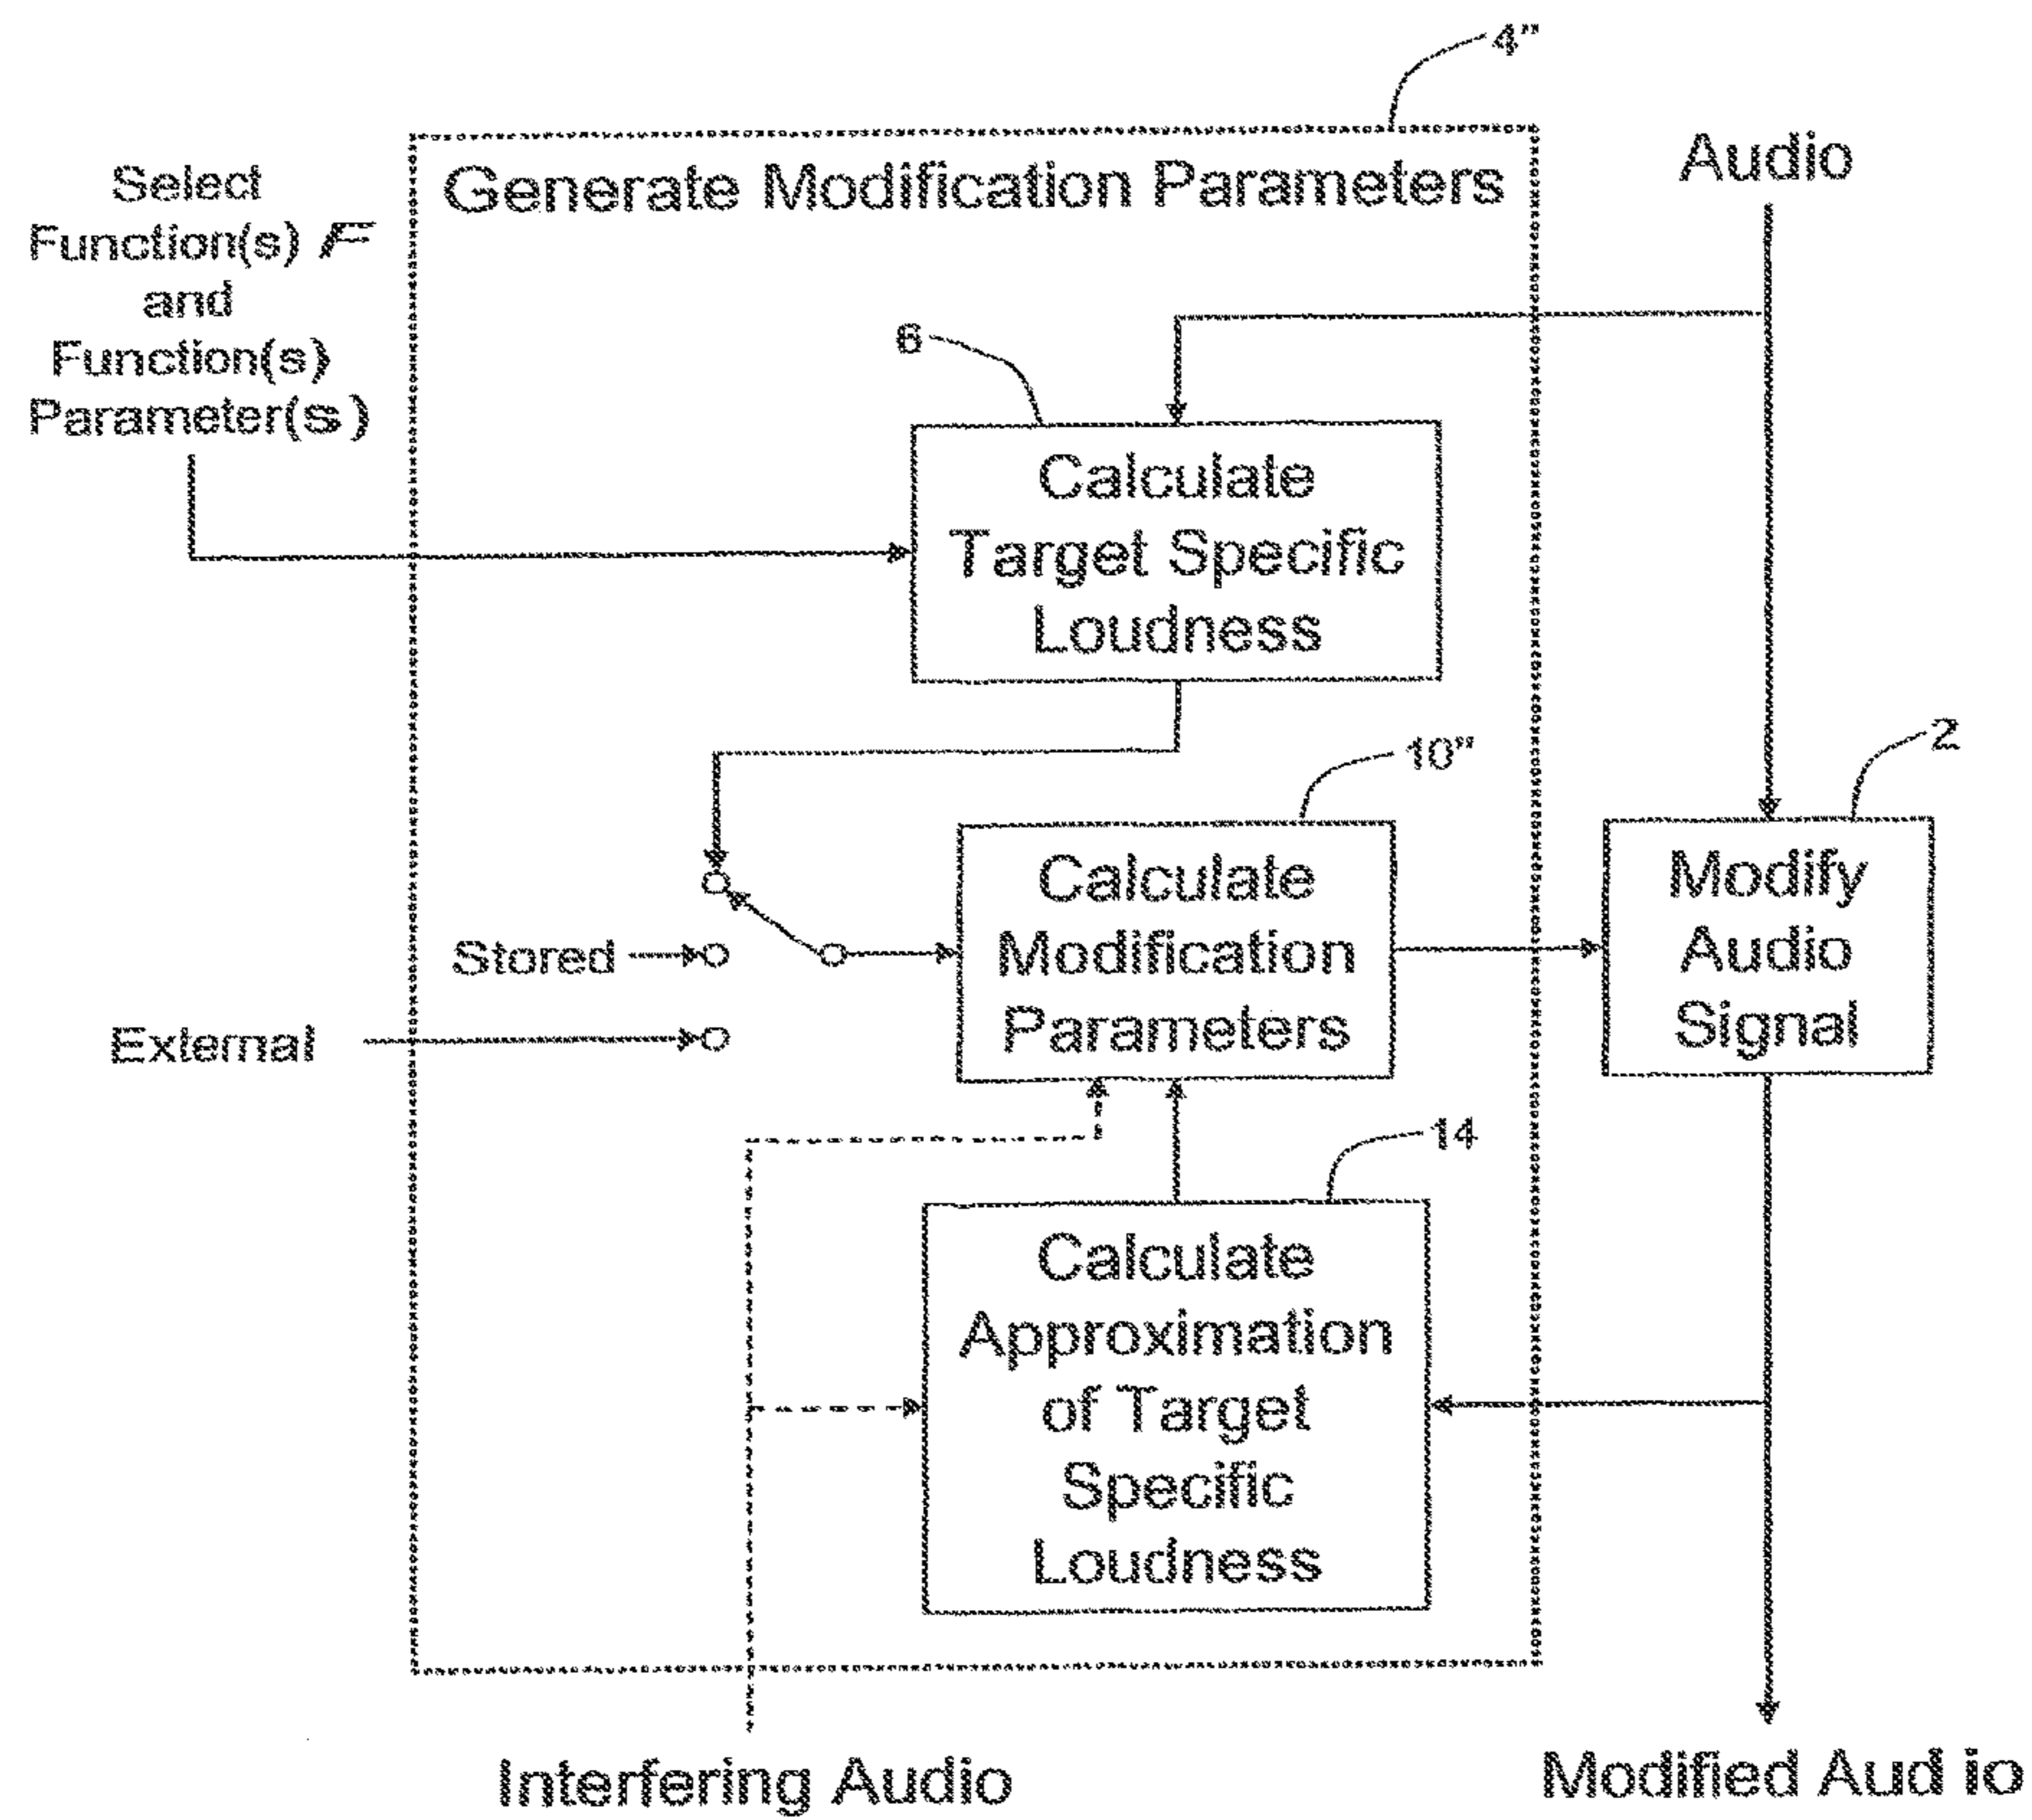 4”
Select
Function(s) F
and
Function(s)
Parameter(s)
Generate Modification Parameters
Audio
6
Calculate
Target Specific
Loudness
10”
2
Calculate
Modification
Parameters
Modify
Audio
Signal
Stored
External
14
Calculate
Approximation
of Target
Specific
Loudness
Interfering Audio
Modified Aud io